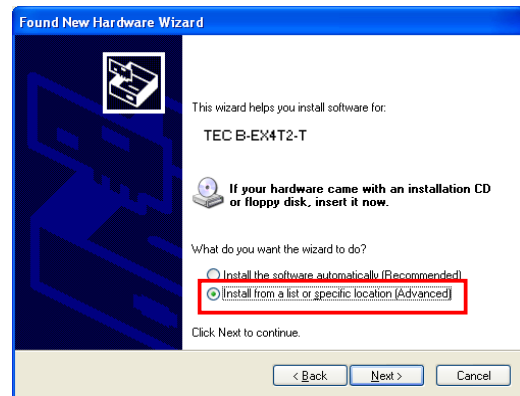 Found New Hardware Wizard
This wizard helps you install software for:
TEC B-EX4T2-T
If your hardware came with an installation CD
or floppy disk, insert it now.
What do you want the wizard to do?
Install the software automatically (Recommended)
Install from a list or specific location (Advanced)
Click Next to continue.
< Back Next > Cancel